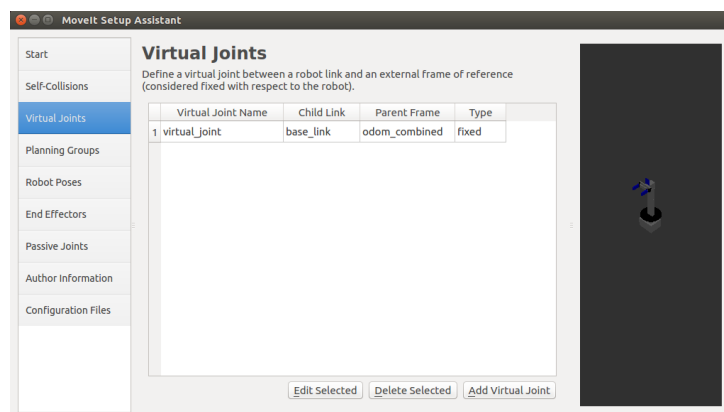 MoveIt Setup Assistant
Start
Self-Collisions
Virtual Joints
Planning Groups
Robot Poses
End Effectors
Passive Joints
Author Information
Configuration Files
Virtual Joints
Define a virtual joint between a robot link and an external frame of reference
(considered fixed with respect to the robot).
Virtual Joint Name Child Link Parent Frame Type
1 virtual_joint base_link odom_combined fixed
Edit Selected Delete Selected Add Virtual Joint